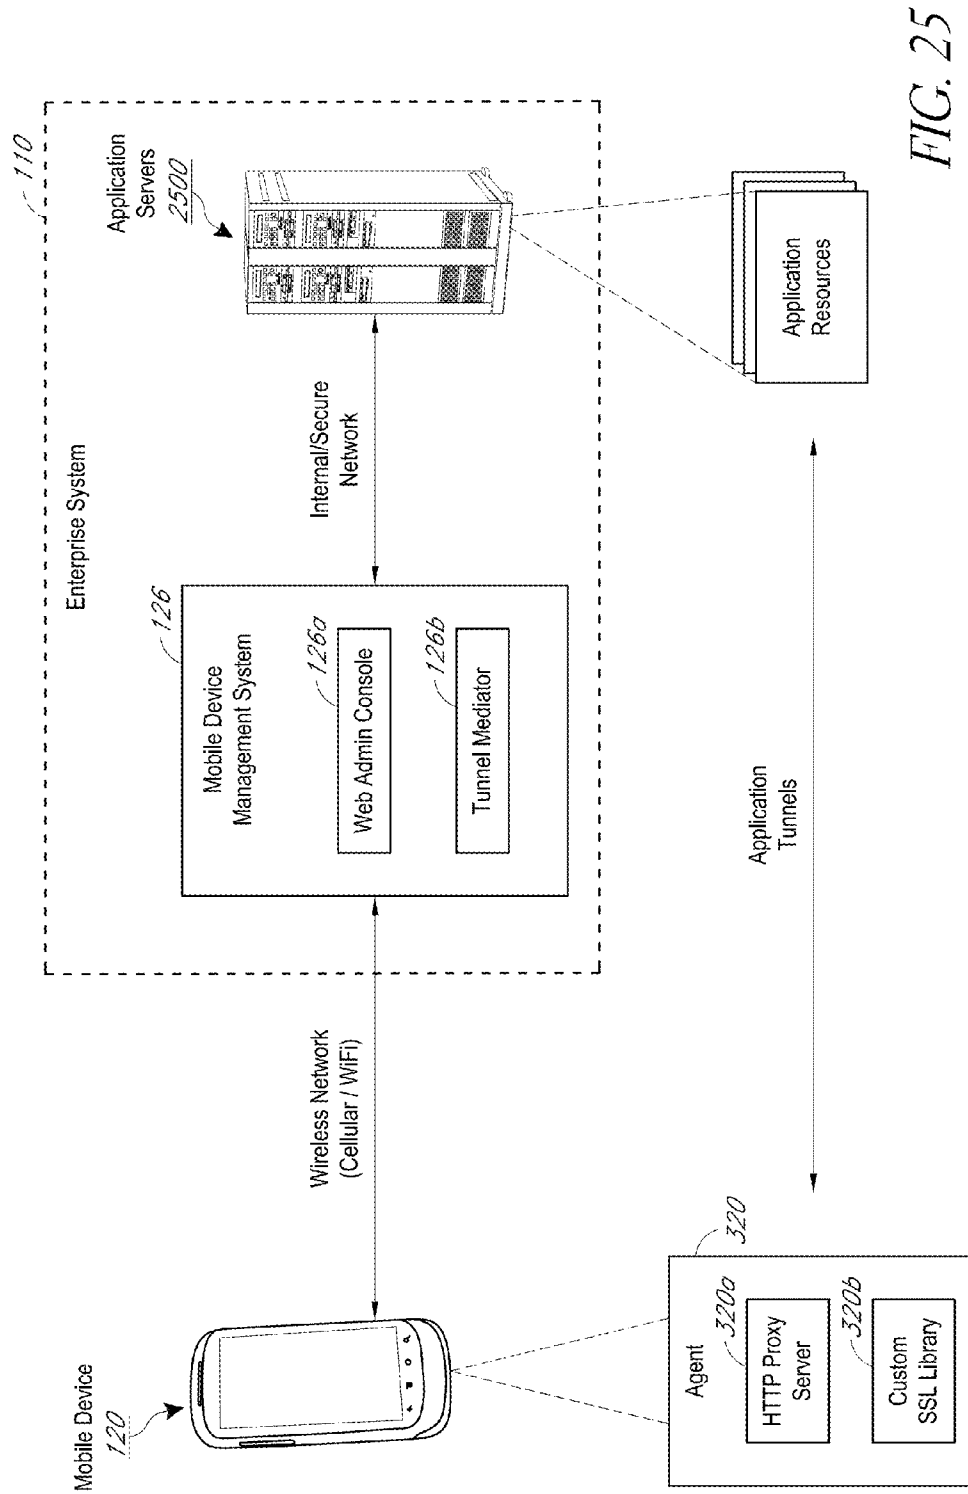 Mobile Device
120
Wireless Network
(Cellular / WiFi)
Enterprise System
110
Mobile Device
Management System
126
Web Admin Console
126a
Tunnel Mediator
126b
Internal/Secure
Network
Application
Servers
2500
Agent
320
HTTP Proxy
Server
320a
Custom
SSL Library
320b
Application
Tunnels
Application
Resources
FIG. 25